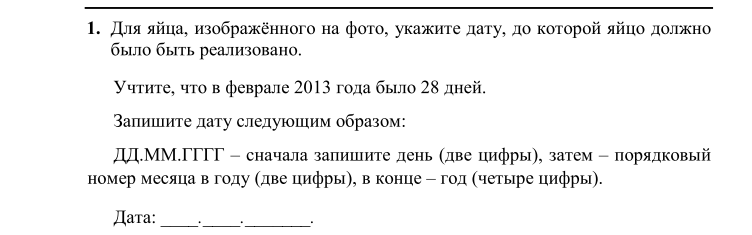 1. Для яйца, изображённого на фото, укажите дату, до которой яйцо должно
было быть реализовано.
Учтите, что в феврале 2013 года было 28 дней.
Запишите дату следующим образом:
ДД.ММ.ГГГГ – сначала запишите день (две цифры), затем – порядковый
номер месяца в году (две цифры), в конце – год (четыре цифры).
Дата: ____.____._______.